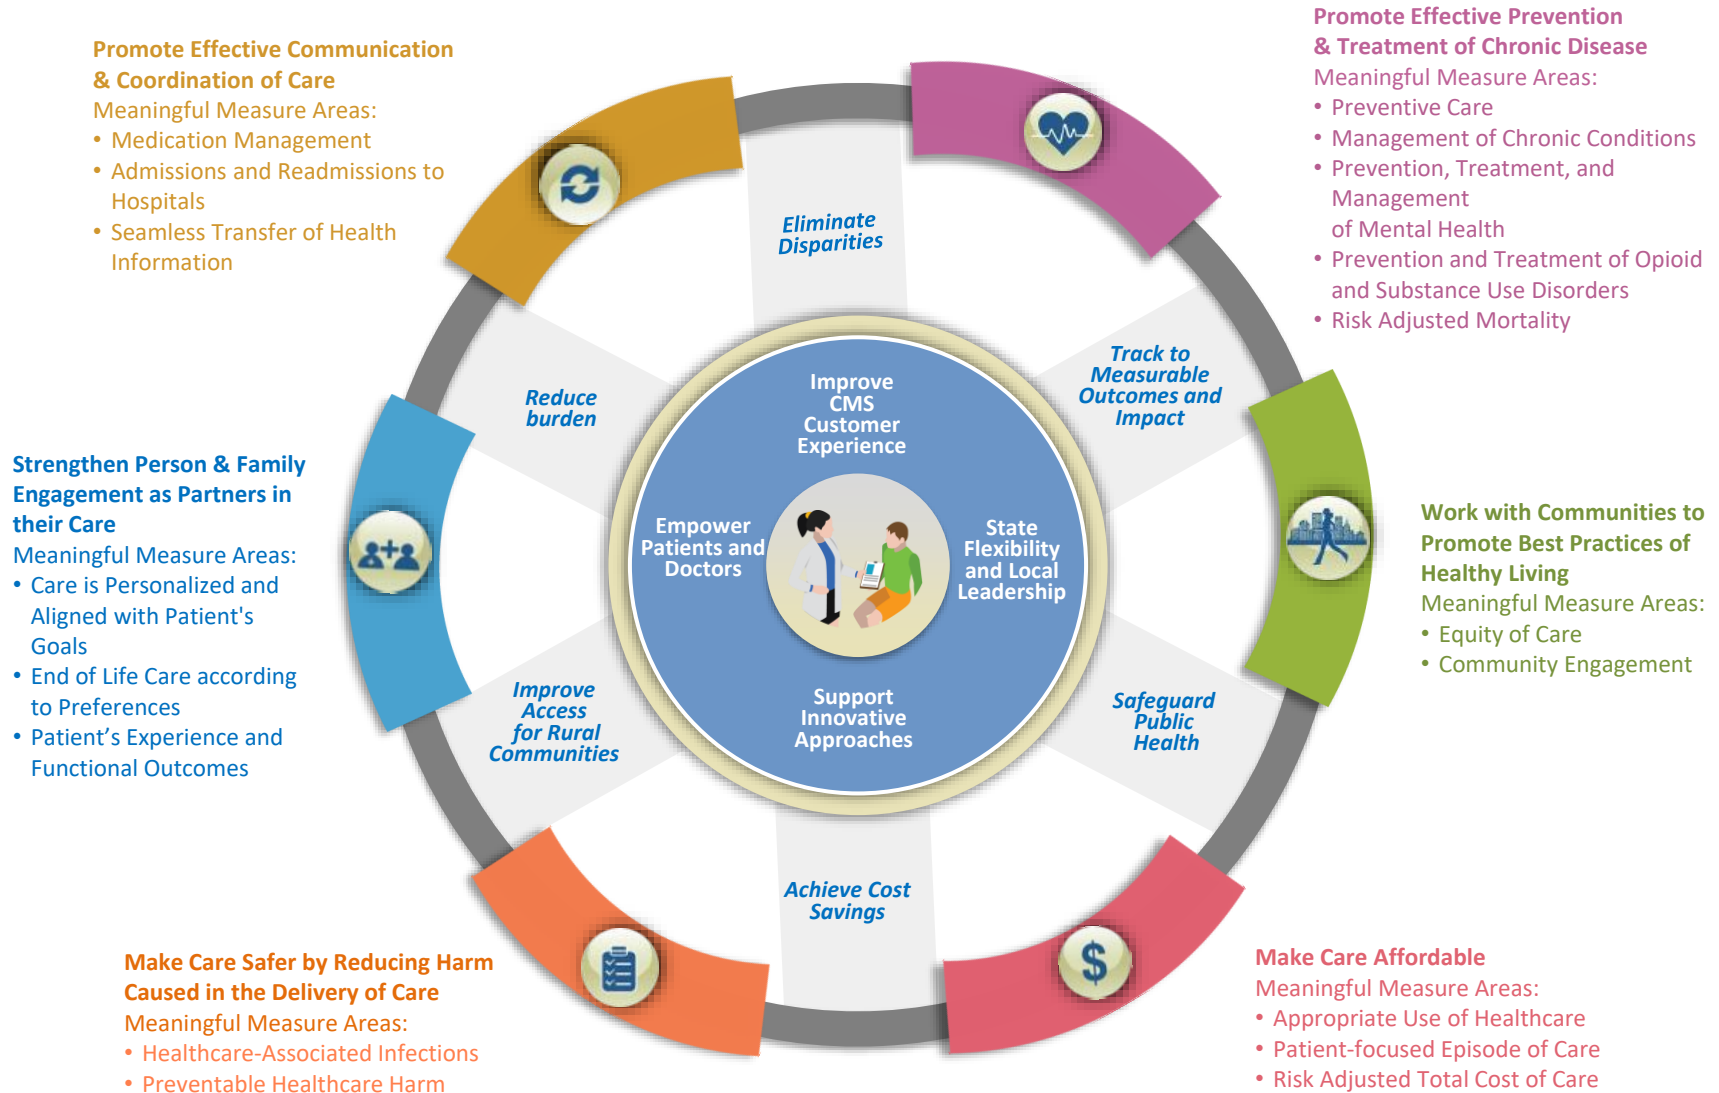 Promote Effective Communication
& Coordination of Care
Meaningful Measure Areas:
• Medication Management
• Admissions and Readmissions to
Hospitals
• Seamless Transfer of Health
Information
Promote Effective Prevention
& Treatment of Chronic Disease
Meaningful Measure Areas:
• Preventive Care
• Management of Chronic Conditions
• Prevention, Treatment, and
Management
of Mental Health
• Prevention and Treatment of Opioid
and Substance Use Disorders
• Risk Adjusted Mortality
Eliminate
Disparities
Reduce
burden
Track to
Measurable
Outcomes and
Impact
Improve
CMS
Customer
Experience
Empower
Patients and
Doctors
State
Flexibility
and Local
Leadership
Support
Innovative
Approaches
Strengthen Person & Family
Engagement as Partners in
their Care
Meaningful Measure Areas:
• Care is Personalized and
Aligned with Patient's
Goals
• End of Life Care according
to Preferences
• Patient’s Experience and
Functional Outcomes
Work with Communities to
Promote Best Practices of
Healthy Living
Meaningful Measure Areas:
• Equity of Care
• Community Engagement
Improve
Access
for Rural
Communities
Safeguard
Public
Health
Achieve Cost
Savings
$
Make Care Safer by Reducing Harm
Caused in the Delivery of Care
Meaningful Measure Areas:
• Healthcare-Associated Infections
• Preventable Healthcare Harm
Make Care Affordable
Meaningful Measure Areas:
• Appropriate Use of Healthcare
• Patient-focused Episode of Care
• Risk Adjusted Total Cost of Care